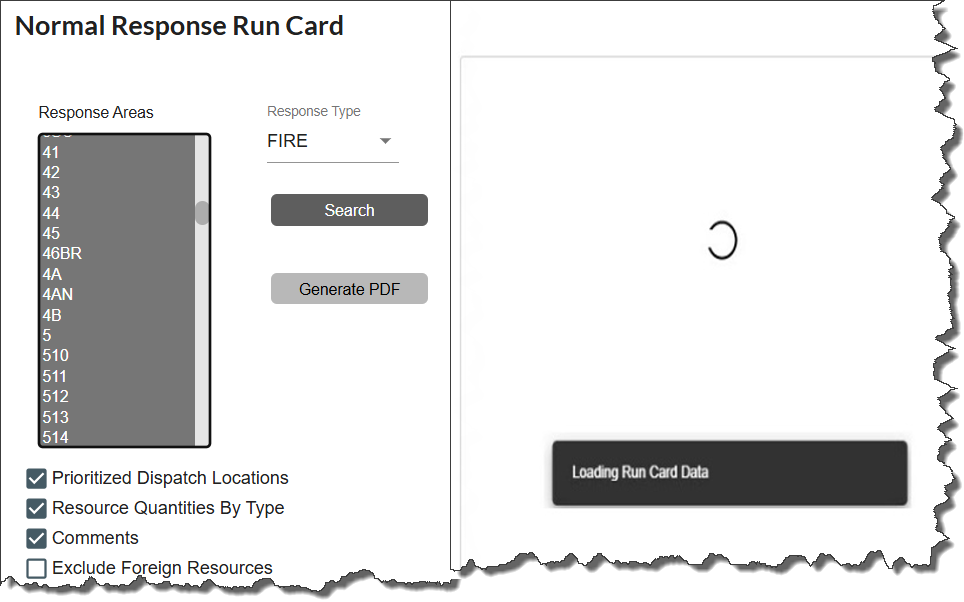 Normal Response Run Card
Response Areas
Response Type
FIRE
41
42
43
44
45
46BR
4A
4AN
4B
5
510
511
512
513
514
Search
Generate PDF
Prioritized Dispatch Locations
Resource Quantities By Type
Comments
Exclude Foreign Resources
Loading Run Card Data